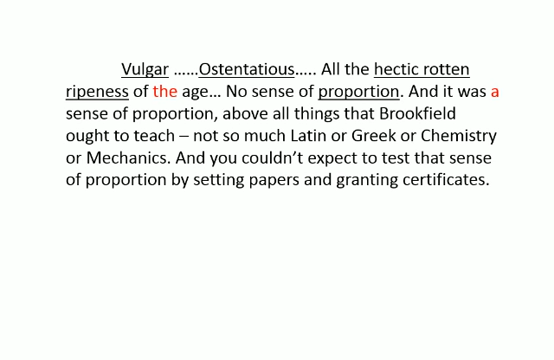 Vulgar ......Ostentatious..... All the hectic rotten
ripeness of the age... No sense of proportion. And it was a
sense of proportion, above all things that Brookfield
ought to teach – not so much Latin or Greek or Chemistry
or Mechanics. And you couldn’t expect to test that sense
of proportion by setting papers and granting certificates.